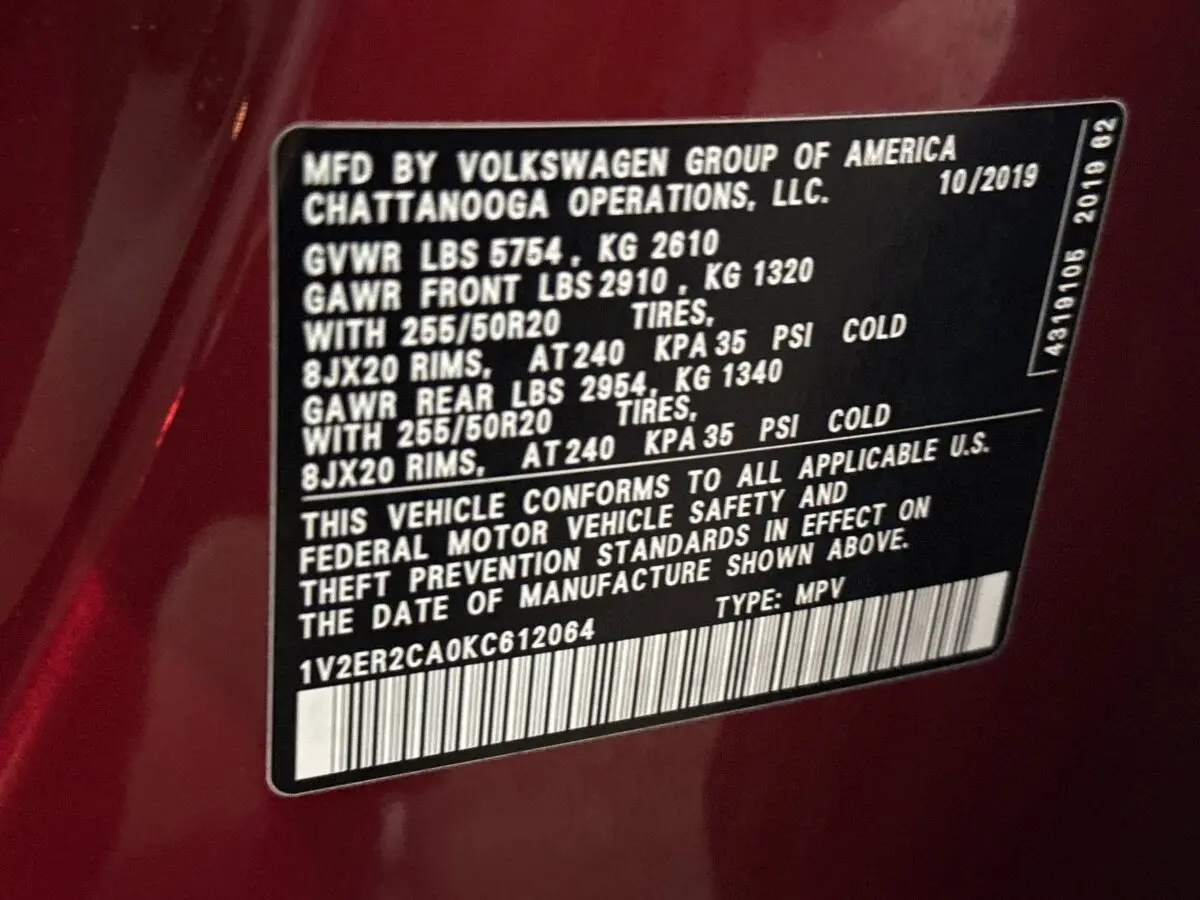 MFD BY VOLKSWAGEN GROUP OF AMERICA
CHATTANOOGA OPERATIONS, LLC. 10/2019
GVWR LBS 5754, KG 2610
GAWR FRONT LBS 2910, KG 1320
WITH 255/50R20 TIRES,
8JX20 RIMS, AT 240 KPA 35 PSI COLD
GAWR REAR LBS 2954, KG 1340
WITH 255/50R20 TIRES,
8JX20 RIMS, AT 240 KPA 35 PSI COLD
THIS VEHICLE CONFORMS TO ALL APPLICABLE U.S.
FEDERAL MOTOR VEHICLE SAFETY AND
THEFT PREVENTION STANDARDS IN EFFECT ON
THE DATE OF MANUFACTURE SHOWN ABOVE.
1V2ER2CA0KC612064 TYPE: MPV
4319105 2019 02